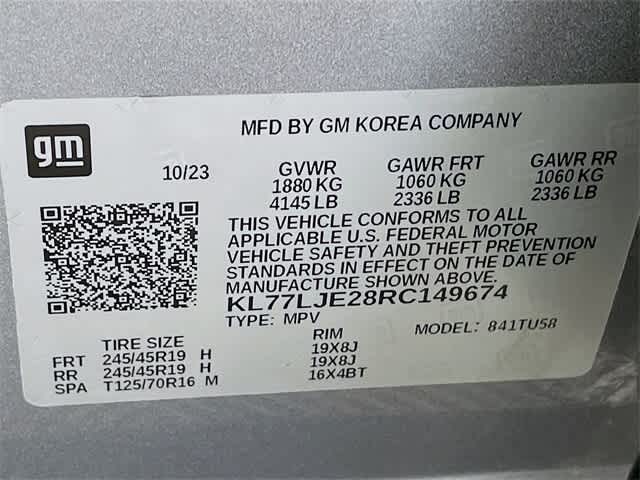 gm
MFD BY GM KOREA COMPANY
10/23
GVWR GAWR FRT GAWR RR
1880 KG 1060 KG 1060 KG
4145 LB 2336 LB 2336 LB
THIS VEHICLE CONFORMS TO ALL
APPLICABLE U.S. FEDERAL MOTOR
VEHICLE SAFETY AND THEFT PREVENTION
STANDARDS IN EFFECT ON THE DATE OF
MANUFACTURE SHOWN ABOVE.
KL77LJE28RC149674
TYPE: MPV MODEL: 841TU58
TIRE SIZE RIM
FRT 245/45R19 H 19X8J
RR 245/45R19 H 19X8J
SPA T125/70R16 M 16X4BT